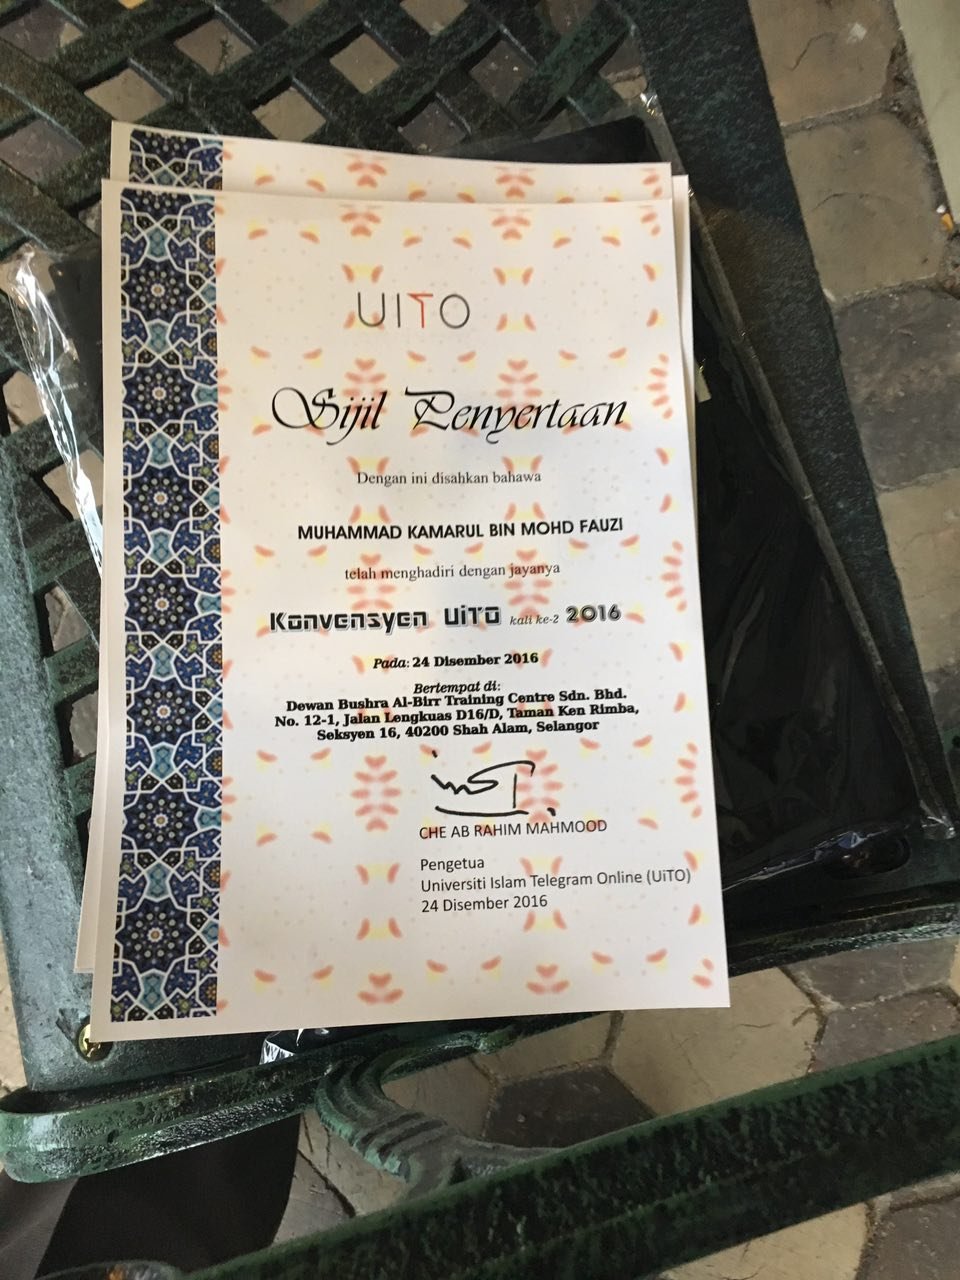 UITO
Sijil Penyertaan
Dengan ini disahkan bahawa
MUHAMMAD KAMARUL BIN MOHD FAUZI
telah menghadiri dengan jayanya
Konvensyen UiTO kali ke-2 2016
Pada: 24 Disember 2016
Bertempat di:
Dewan Bushra Al-Birr Training Centre Sdn. Bhd.
No. 12-1, Jalan Lengkuas D16/D, Taman Ken Rimba,
Seksyen 16, 40200 Shah Alam, Selangor
CHE AB RAHIM MAHMOOD
Pengetua
Universiti Islam Telegram Online (UiTO)
24 Disember 2016